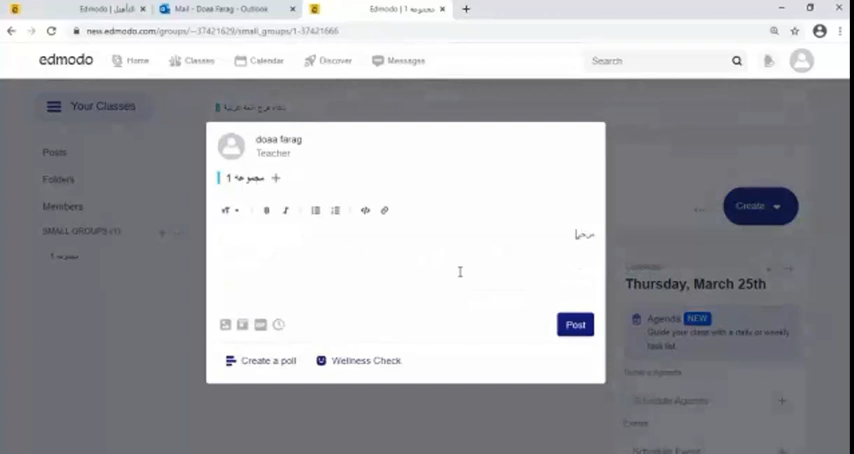 Edmodo | التأهيل
Mail - Doaa Farag - Outlook
Edmodo | مجموعة 1
new.edmodo.com/groups/--37421629/small_groups/1-37421666
edmodo
Home
Classes
Calendar
Discover
Messages
Search
Your Classes
Posts
Folders
Members
SMALL GROUPS (1)
مجموعة 1
doaa farag
Teacher
مجموعة 1
مرحبا
Post
Create a poll
Wellness Check
Create
Thursday, March 25th
Agenda NEW
Guide your class with a daily or weekly
task list.
Schedule Agenda
Events
Schedule Event